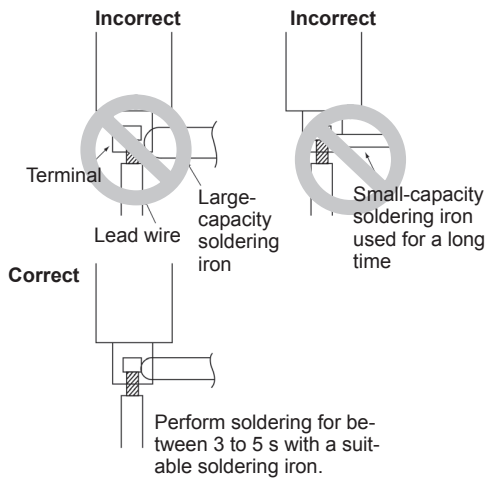 Incorrect
Incorrect
Terminal
Lead wire
Large-
capacity
soldering
iron
Small-capacity
soldering iron
used for a long
time
Correct
Perform soldering for be-
tween 3 to 5 s with a suit-
able soldering iron.